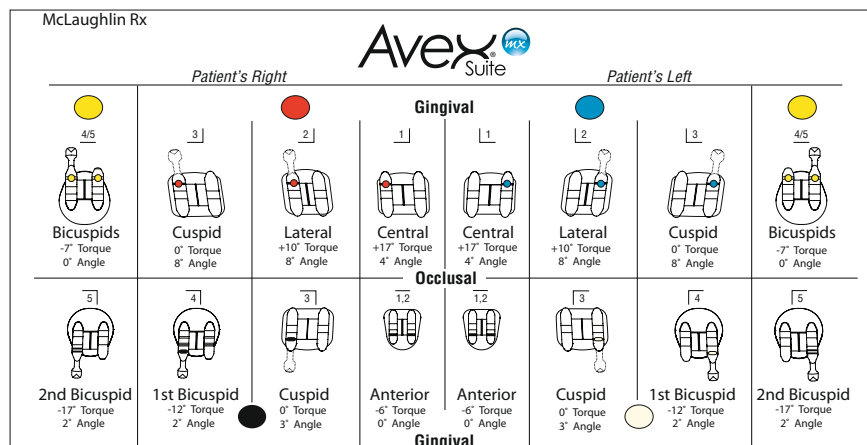 McLaughlin Rx
Avex® mx
Suite
Patient's Right Patient's Left
Gingival
4/5 3 2 1 1 2 3 4/5
Bicuspids Cuspid Lateral Central Central Lateral Cuspid Bicuspids
-7° Torque 0° Torque +10° Torque +17° Torque +17° Torque +10° Torque 0° Torque -7° Torque
0° Angle 8° Angle 8° Angle 4° Angle 4° Angle 8° Angle 8° Angle 0° Angle
Occlusal
5 4 3 1,2 1,2 3 4 5
2nd Bicuspid 1st Bicuspid Cuspid Anterior Anterior Cuspid 1st Bicuspid 2nd Bicuspid
-17° Torque -12° Torque 0° Torque -6° Torque -6° Torque 0° Torque -12° Torque -17° Torque
2° Angle 2° Angle 3° Angle 0° Angle 0° Angle 3° Angle 2° Angle 2° Angle
Gingival